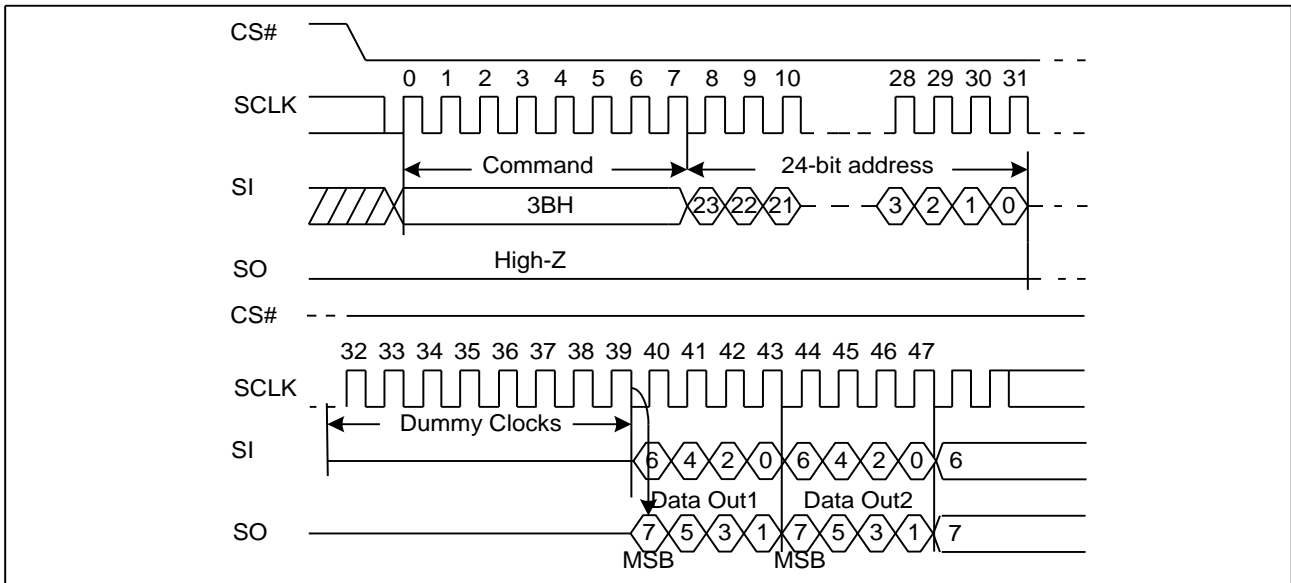 CS#
0 1 2 3 4 5 6 7 8 9 10 28 29 30 31
SCLK
Command 24-bit address
SI
3BH 23 22 21 3 2 1 0
High-Z
SO
CS#
32 33 34 35 36 37 38 39 40 41 42 43 44 45 46 47
SCLK
Dummy Clocks
SI
6 4 2 0 6 4 2 0 6
Data Out1 Data Out2
SO
7 5 3 1 7 5 3 1 7
MSB MSB